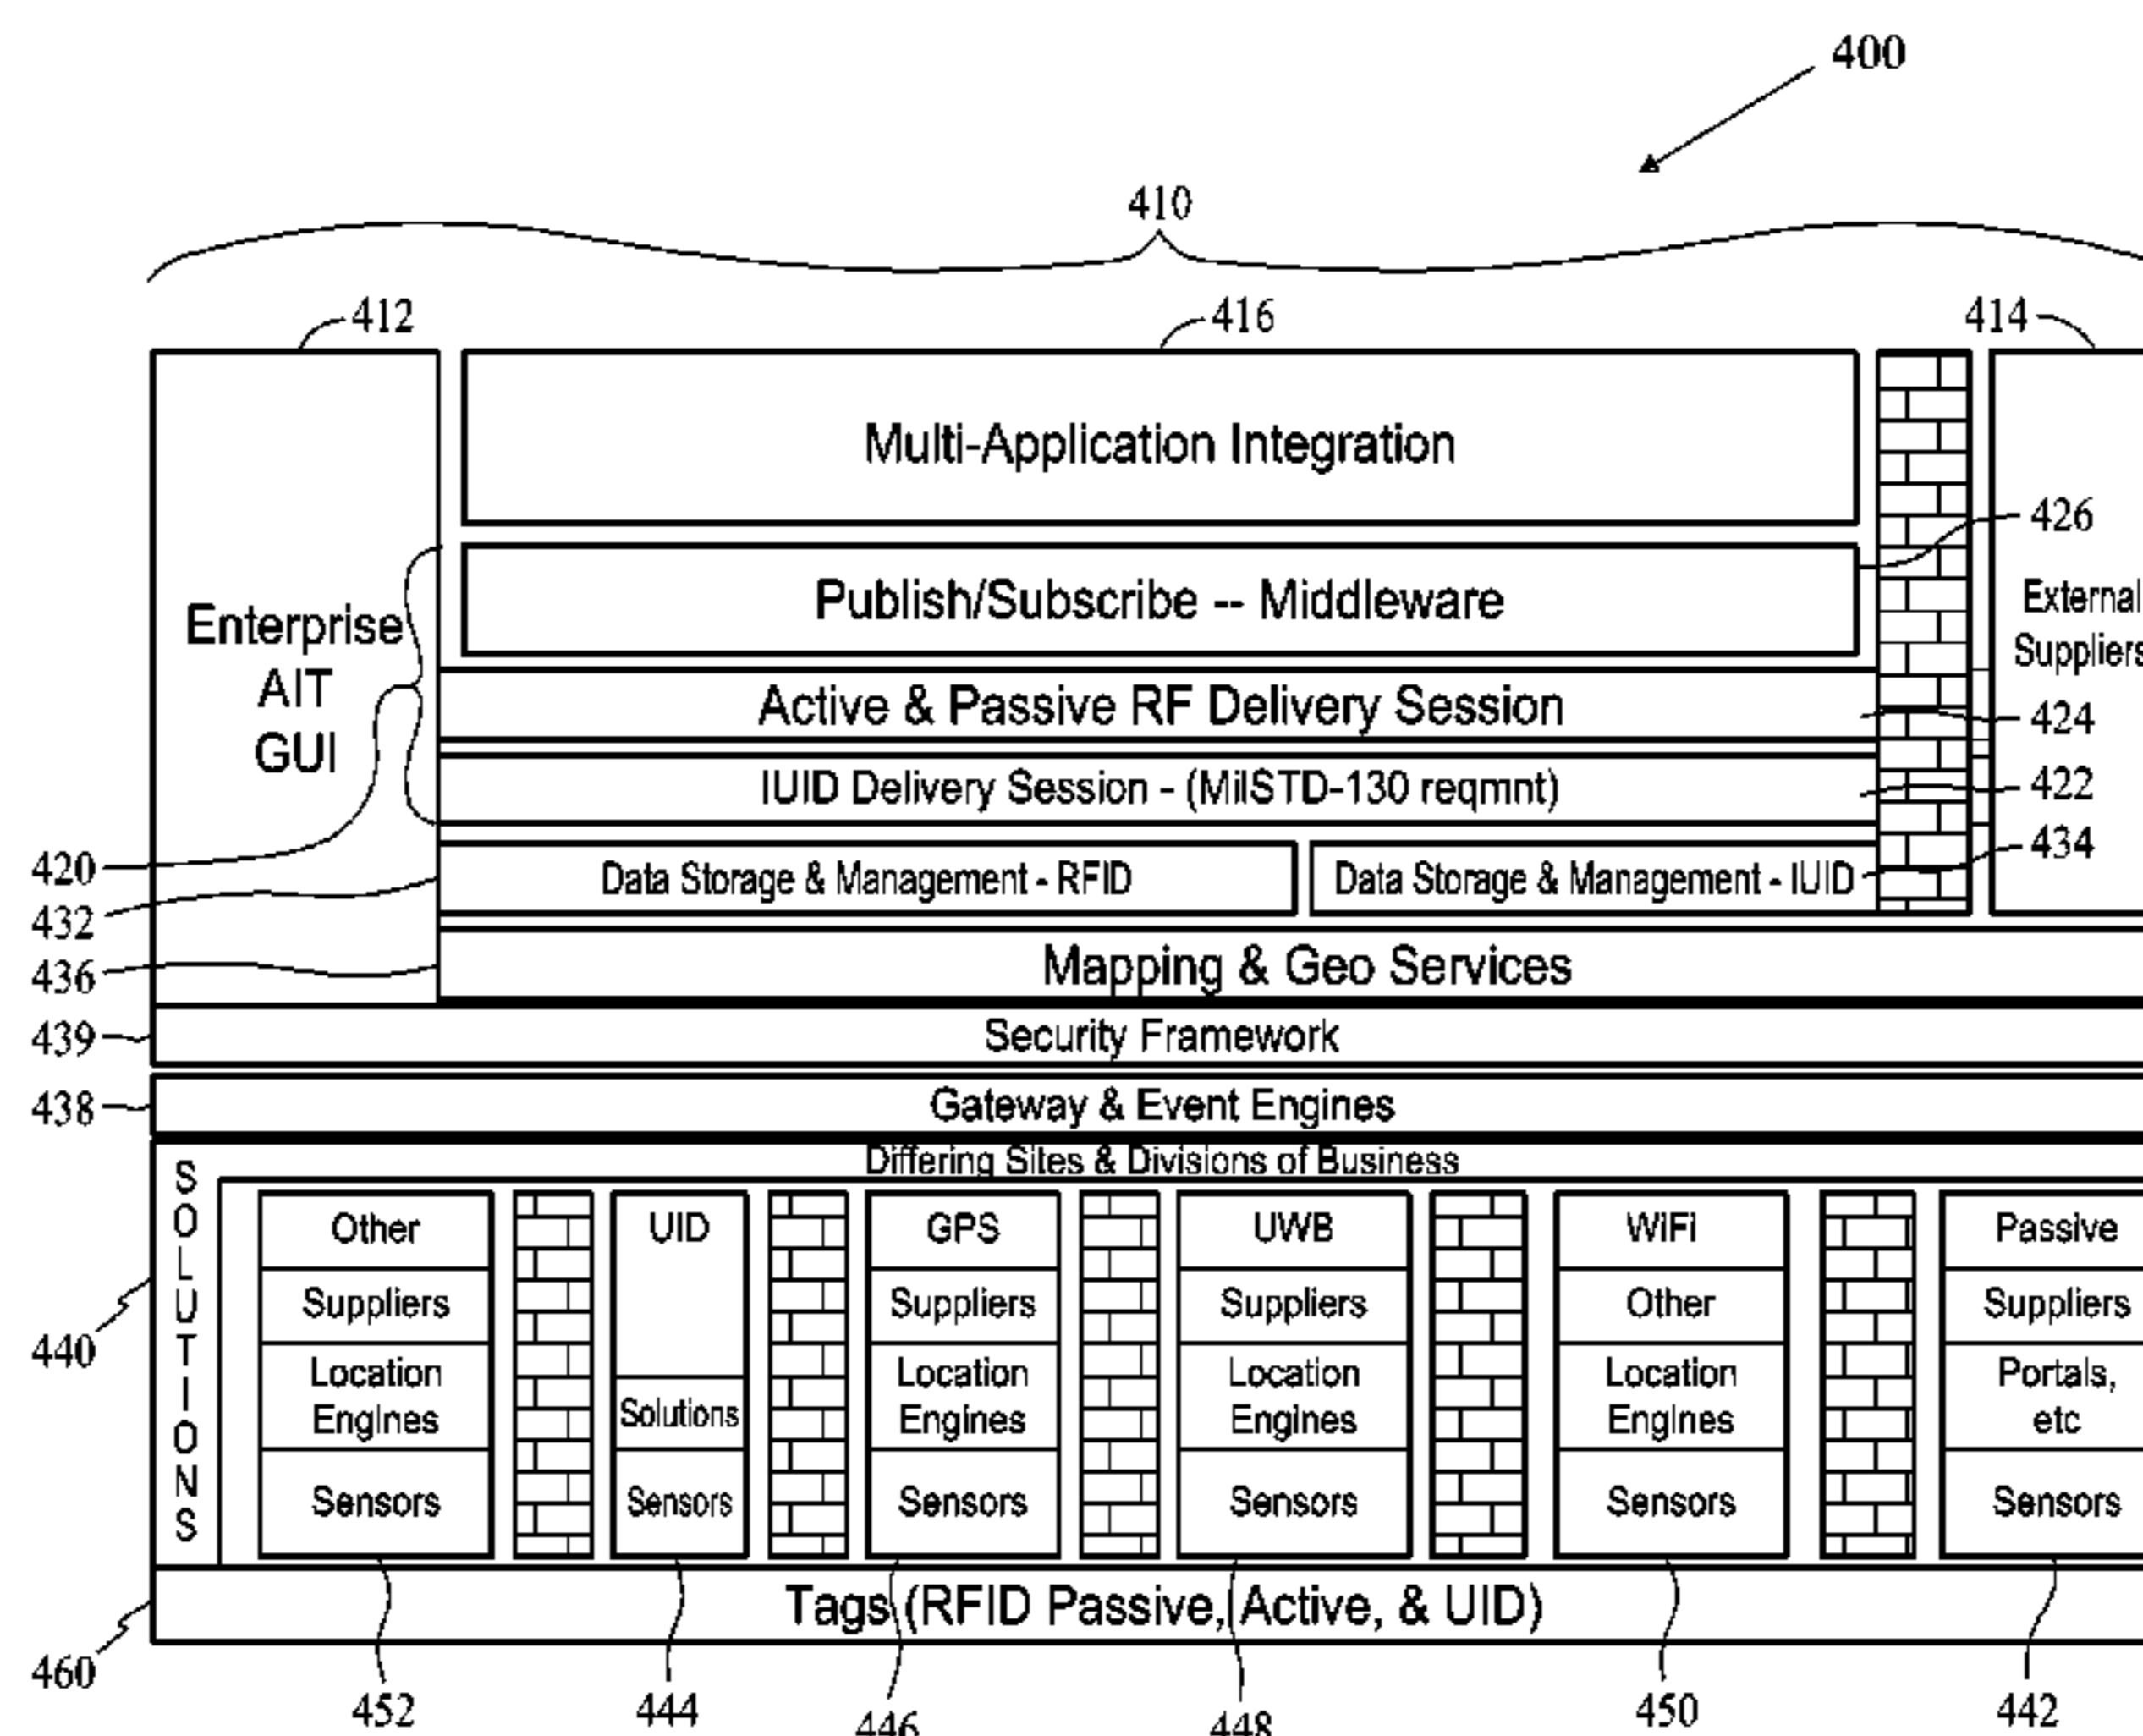 400
410
412
416
414
Multi-Application Integration
426
Publish/Subscribe -- Middleware
External
Suppliers
Enterprise
AIT
GUI
Active & Passive RF Delivery Session
424
IUID Delivery Session - (MilSTD-130 reqmnt)
422
434
420
Data Storage & Management - RFID
Data Storage & Management - IUID
432
Mapping & Geo Services
436
Security Framework
439
Gateway & Event Engines
438
Differing Sites & Divisions of Business
SOLUTIONS
440
Other
Suppliers
Location
Engines
Sensors
UID
Solutions
Sensors
GPS
Suppliers
Location
Engines
Sensors
UWB
Suppliers
Location
Engines
Sensors
WiFi
Other
Location
Engines
Sensors
Passive
Suppliers
Portals,
etc
Sensors
Tags (RFID Passive, Active, & UID)
460
452
444
446
448
450
442